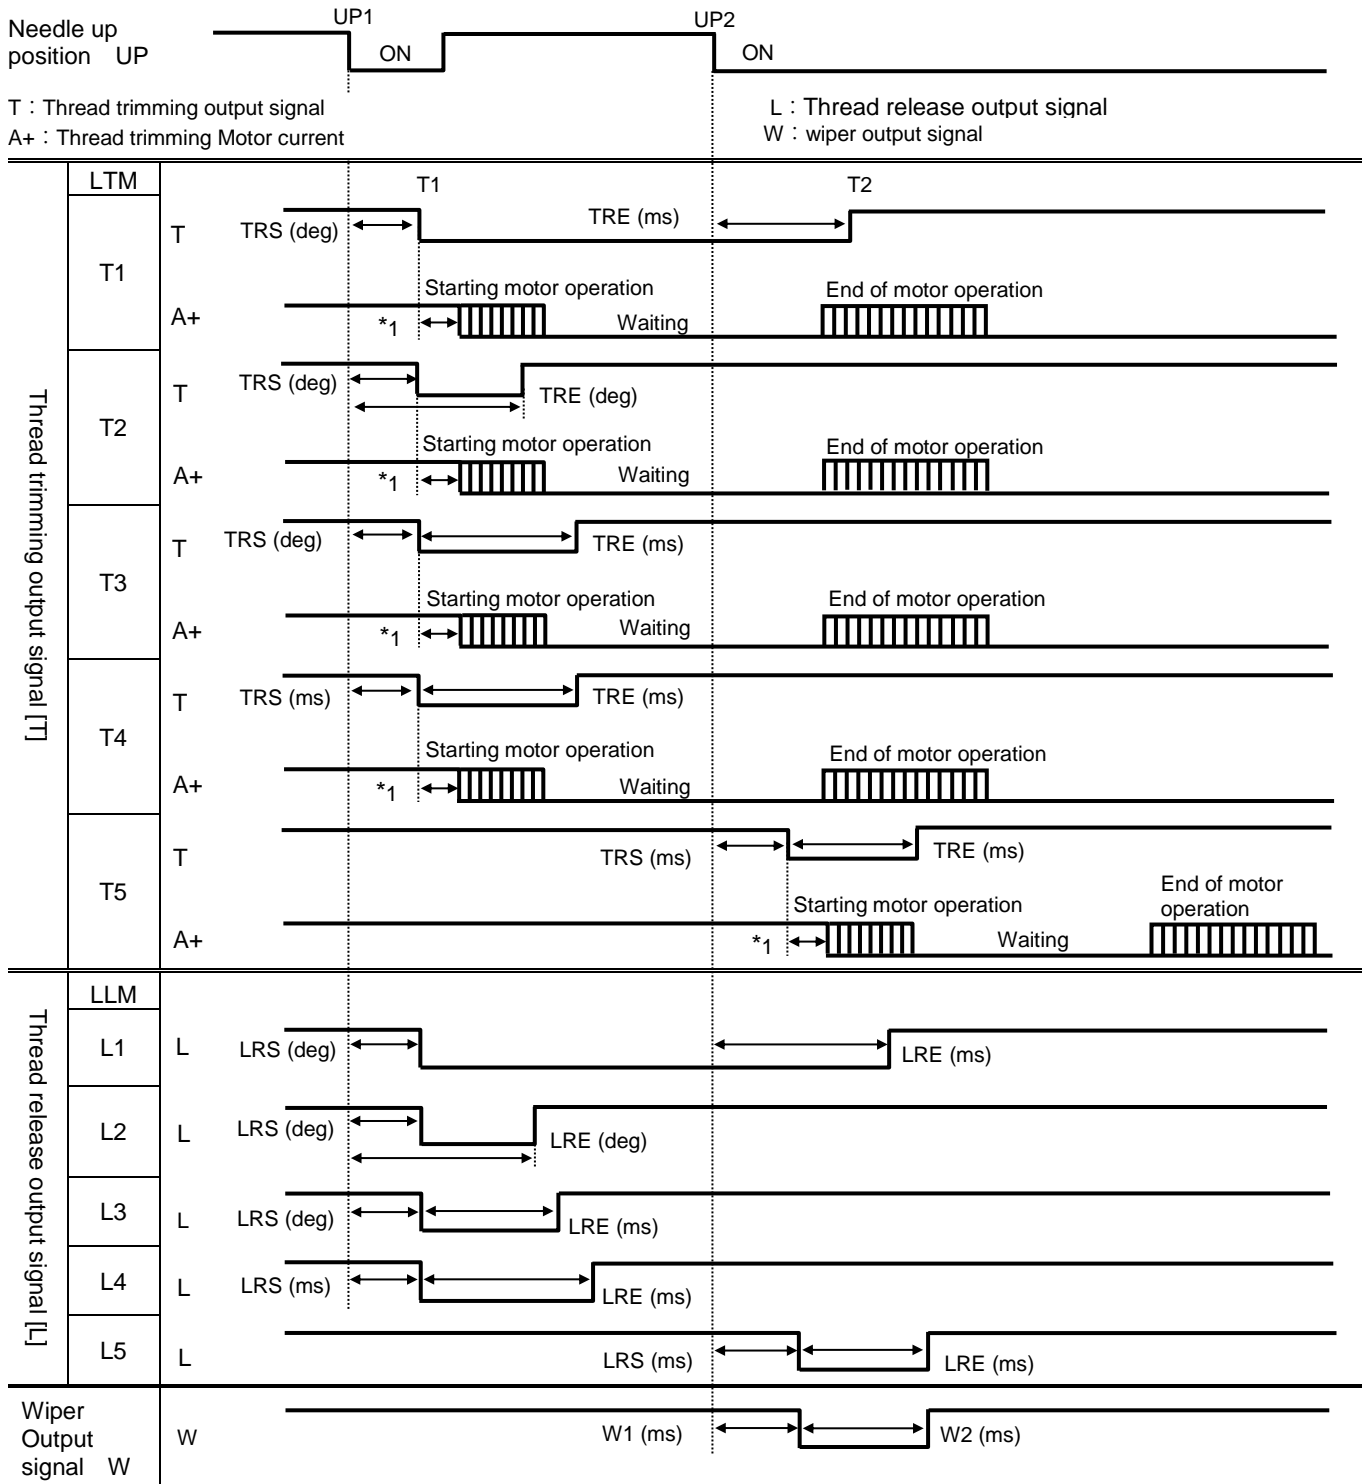 UP1
UP2
Needle up
position UP
ON
ON
T : Thread trimming output signal
L : Thread release output signal
A+ : Thread trimming Motor current
W : wiper output signal
Thread trimming output signal [T]
LTM
T1
T2
T1
T
TRS (deg)
TRE (ms)
A+
*1
Starting motor operation
Waiting
End of motor operation
T2
T
TRS (deg)
TRE (deg)
A+
*1
Starting motor operation
Waiting
End of motor operation
T3
T
TRS (deg)
TRE (ms)
A+
*1
Starting motor operation
Waiting
End of motor operation
T4
T
TRS (ms)
TRE (ms)
A+
*1
Starting motor operation
Waiting
End of motor operation
T5
T
TRS (ms)
TRE (ms)
A+
*1
Starting motor operation
Waiting
End of motor
operation
Thread release output signal [L]
LLM
L1
L
LRS (deg)
LRE (ms)
L2
L
LRS (deg)
LRE (deg)
L3
L
LRS (deg)
LRE (ms)
L4
L
LRS (ms)
LRE (ms)
L5
L
LRS (ms)
LRE (ms)
Wiper
Output
signal W
W
W1 (ms)
W2 (ms)